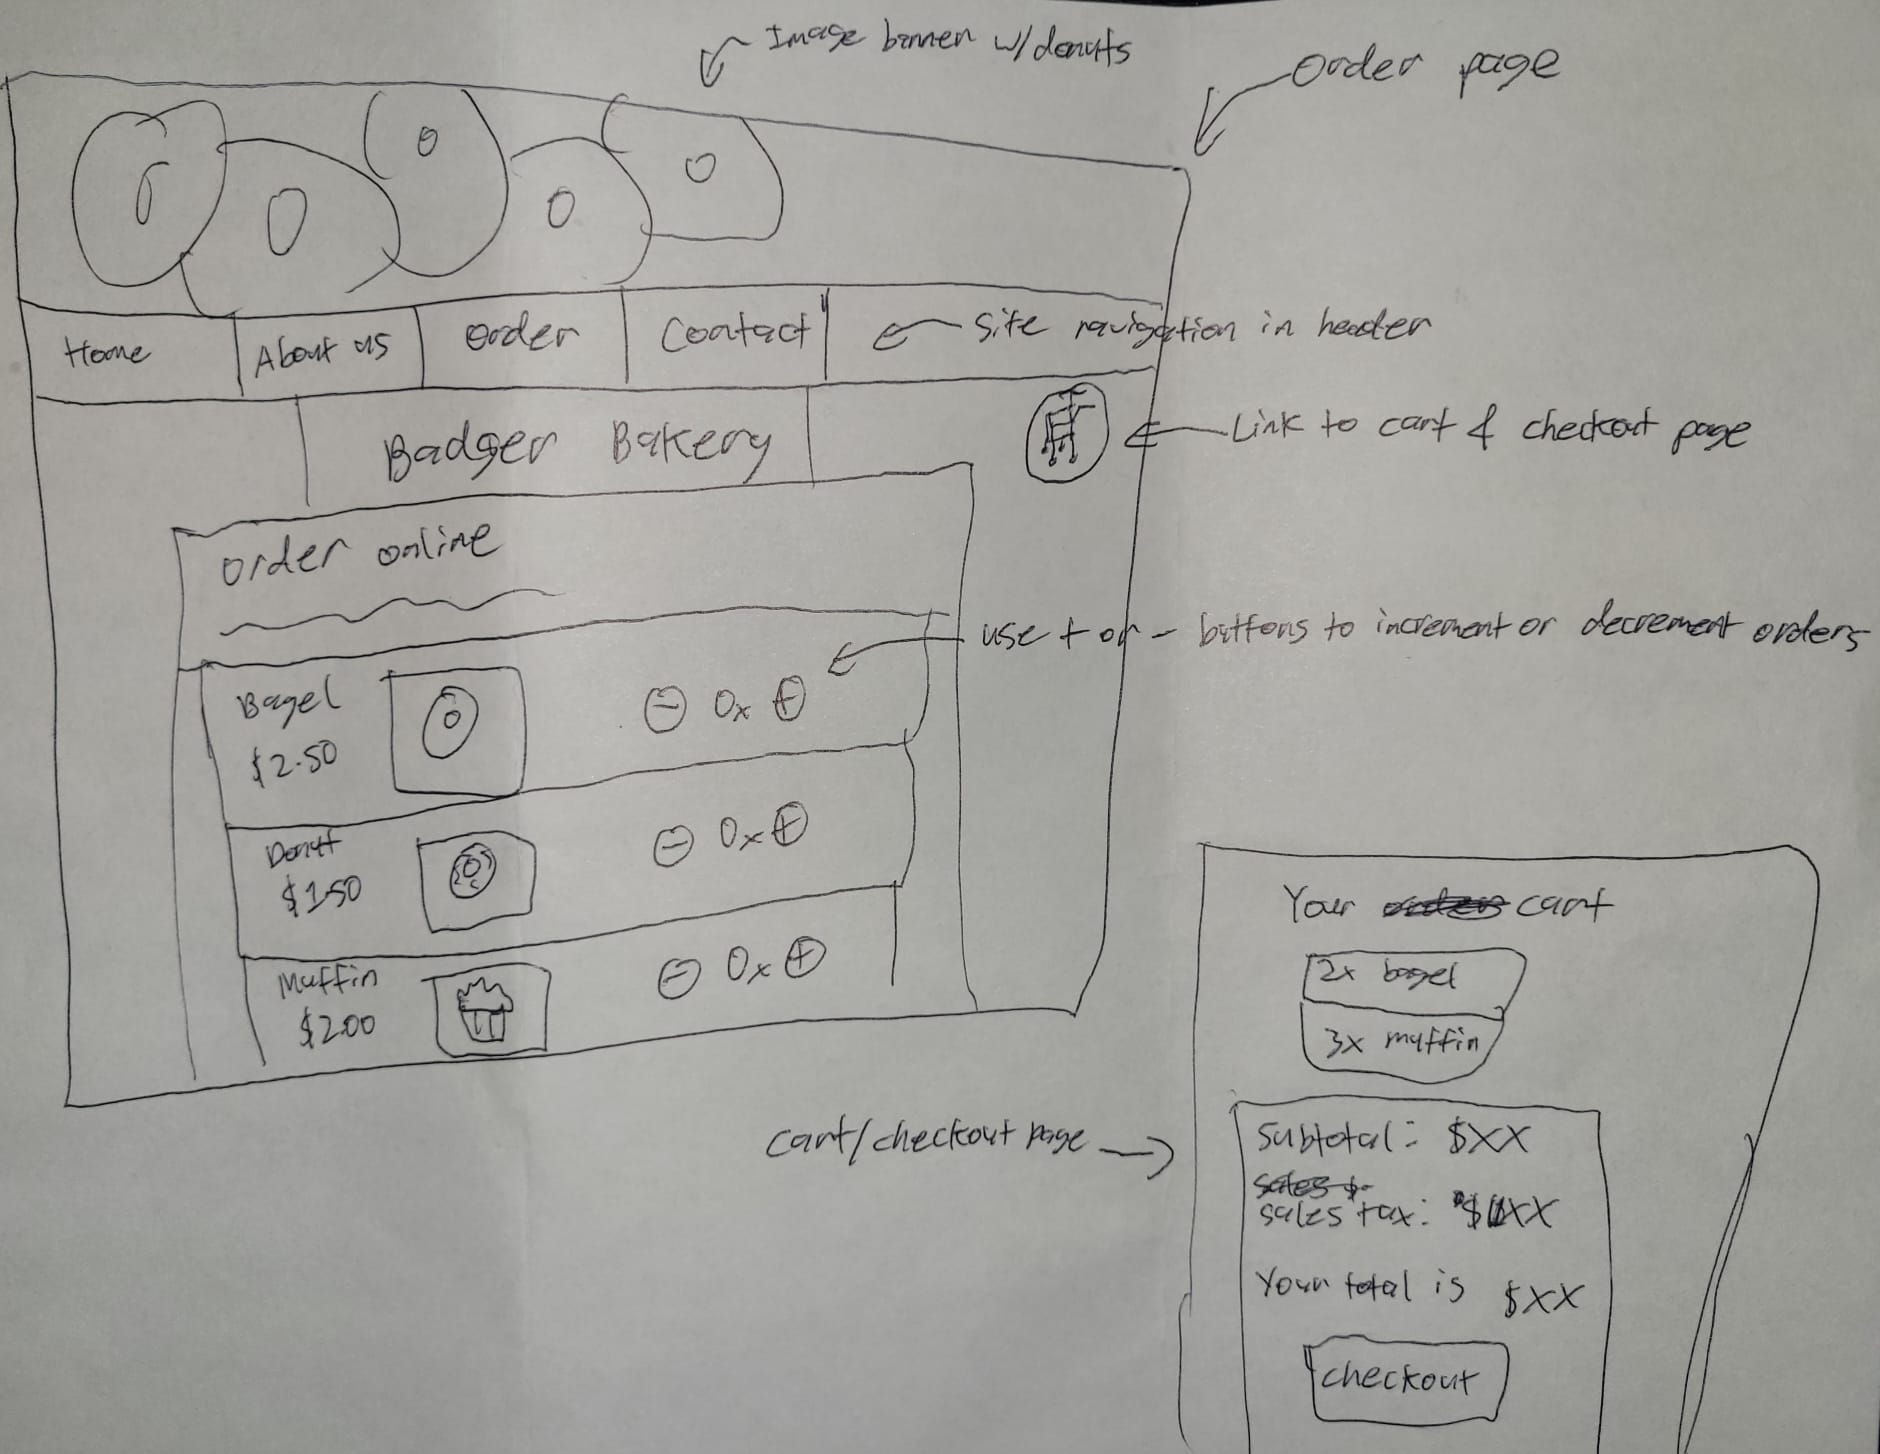 Image banner w/donuts
Order page
Home
About us
Order
Contact
Site navigation in header
Badger Bakery
Link to cart & checkout page
Order online
use + or - buttons to increment or decrement orders
Bagel
$2.50
- 0x +
Donut
$1.50
- 0x +
Muffin
$2.00
- 0x +
cart/checkout page
Your cart
2x bagel
3x muffin
Subtotal: $XX
sales $
sales tax: $XX
Your total is $XX
checkout